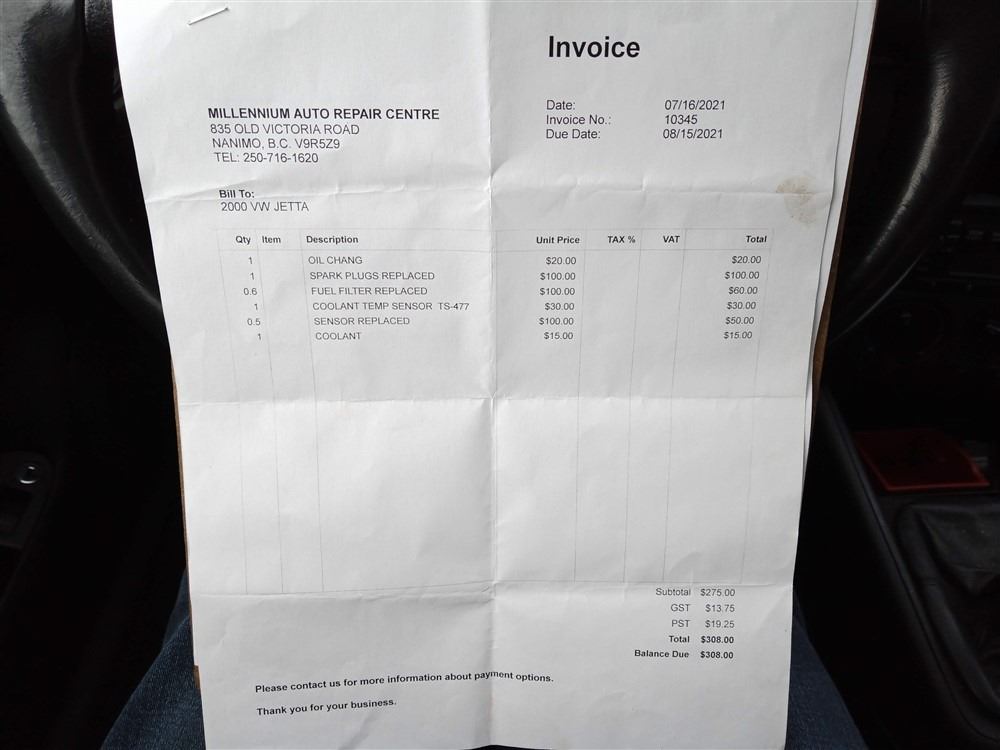 Invoice
MILLENNIUM AUTO REPAIR CENTRE
835 OLD VICTORIA ROAD
NANIMO, B.C. V9R5Z9
TEL: 250-716-1620
Date: 07/16/2021
Invoice No.: 10345
Due Date: 08/15/2021
Bill To:
2000 VW JETTA
Qty Item Description Unit Price TAX % VAT Total
1 OIL CHANG $20.00 $20.00
1 SPARK PLUGS REPLACED $100.00 $100.00
0.6 FUEL FILTER REPLACED $100.00 $60.00
1 COOLANT TEMP SENSOR TS-477 $30.00 $30.00
0.5 SENSOR REPLACED $100.00 $50.00
1 COOLANT $15.00 $15.00
Subtotal $275.00
GST $13.75
PST $19.25
Total $308.00
Balance Due $308.00
Please contact us for more information about payment options.
Thank you for your business.